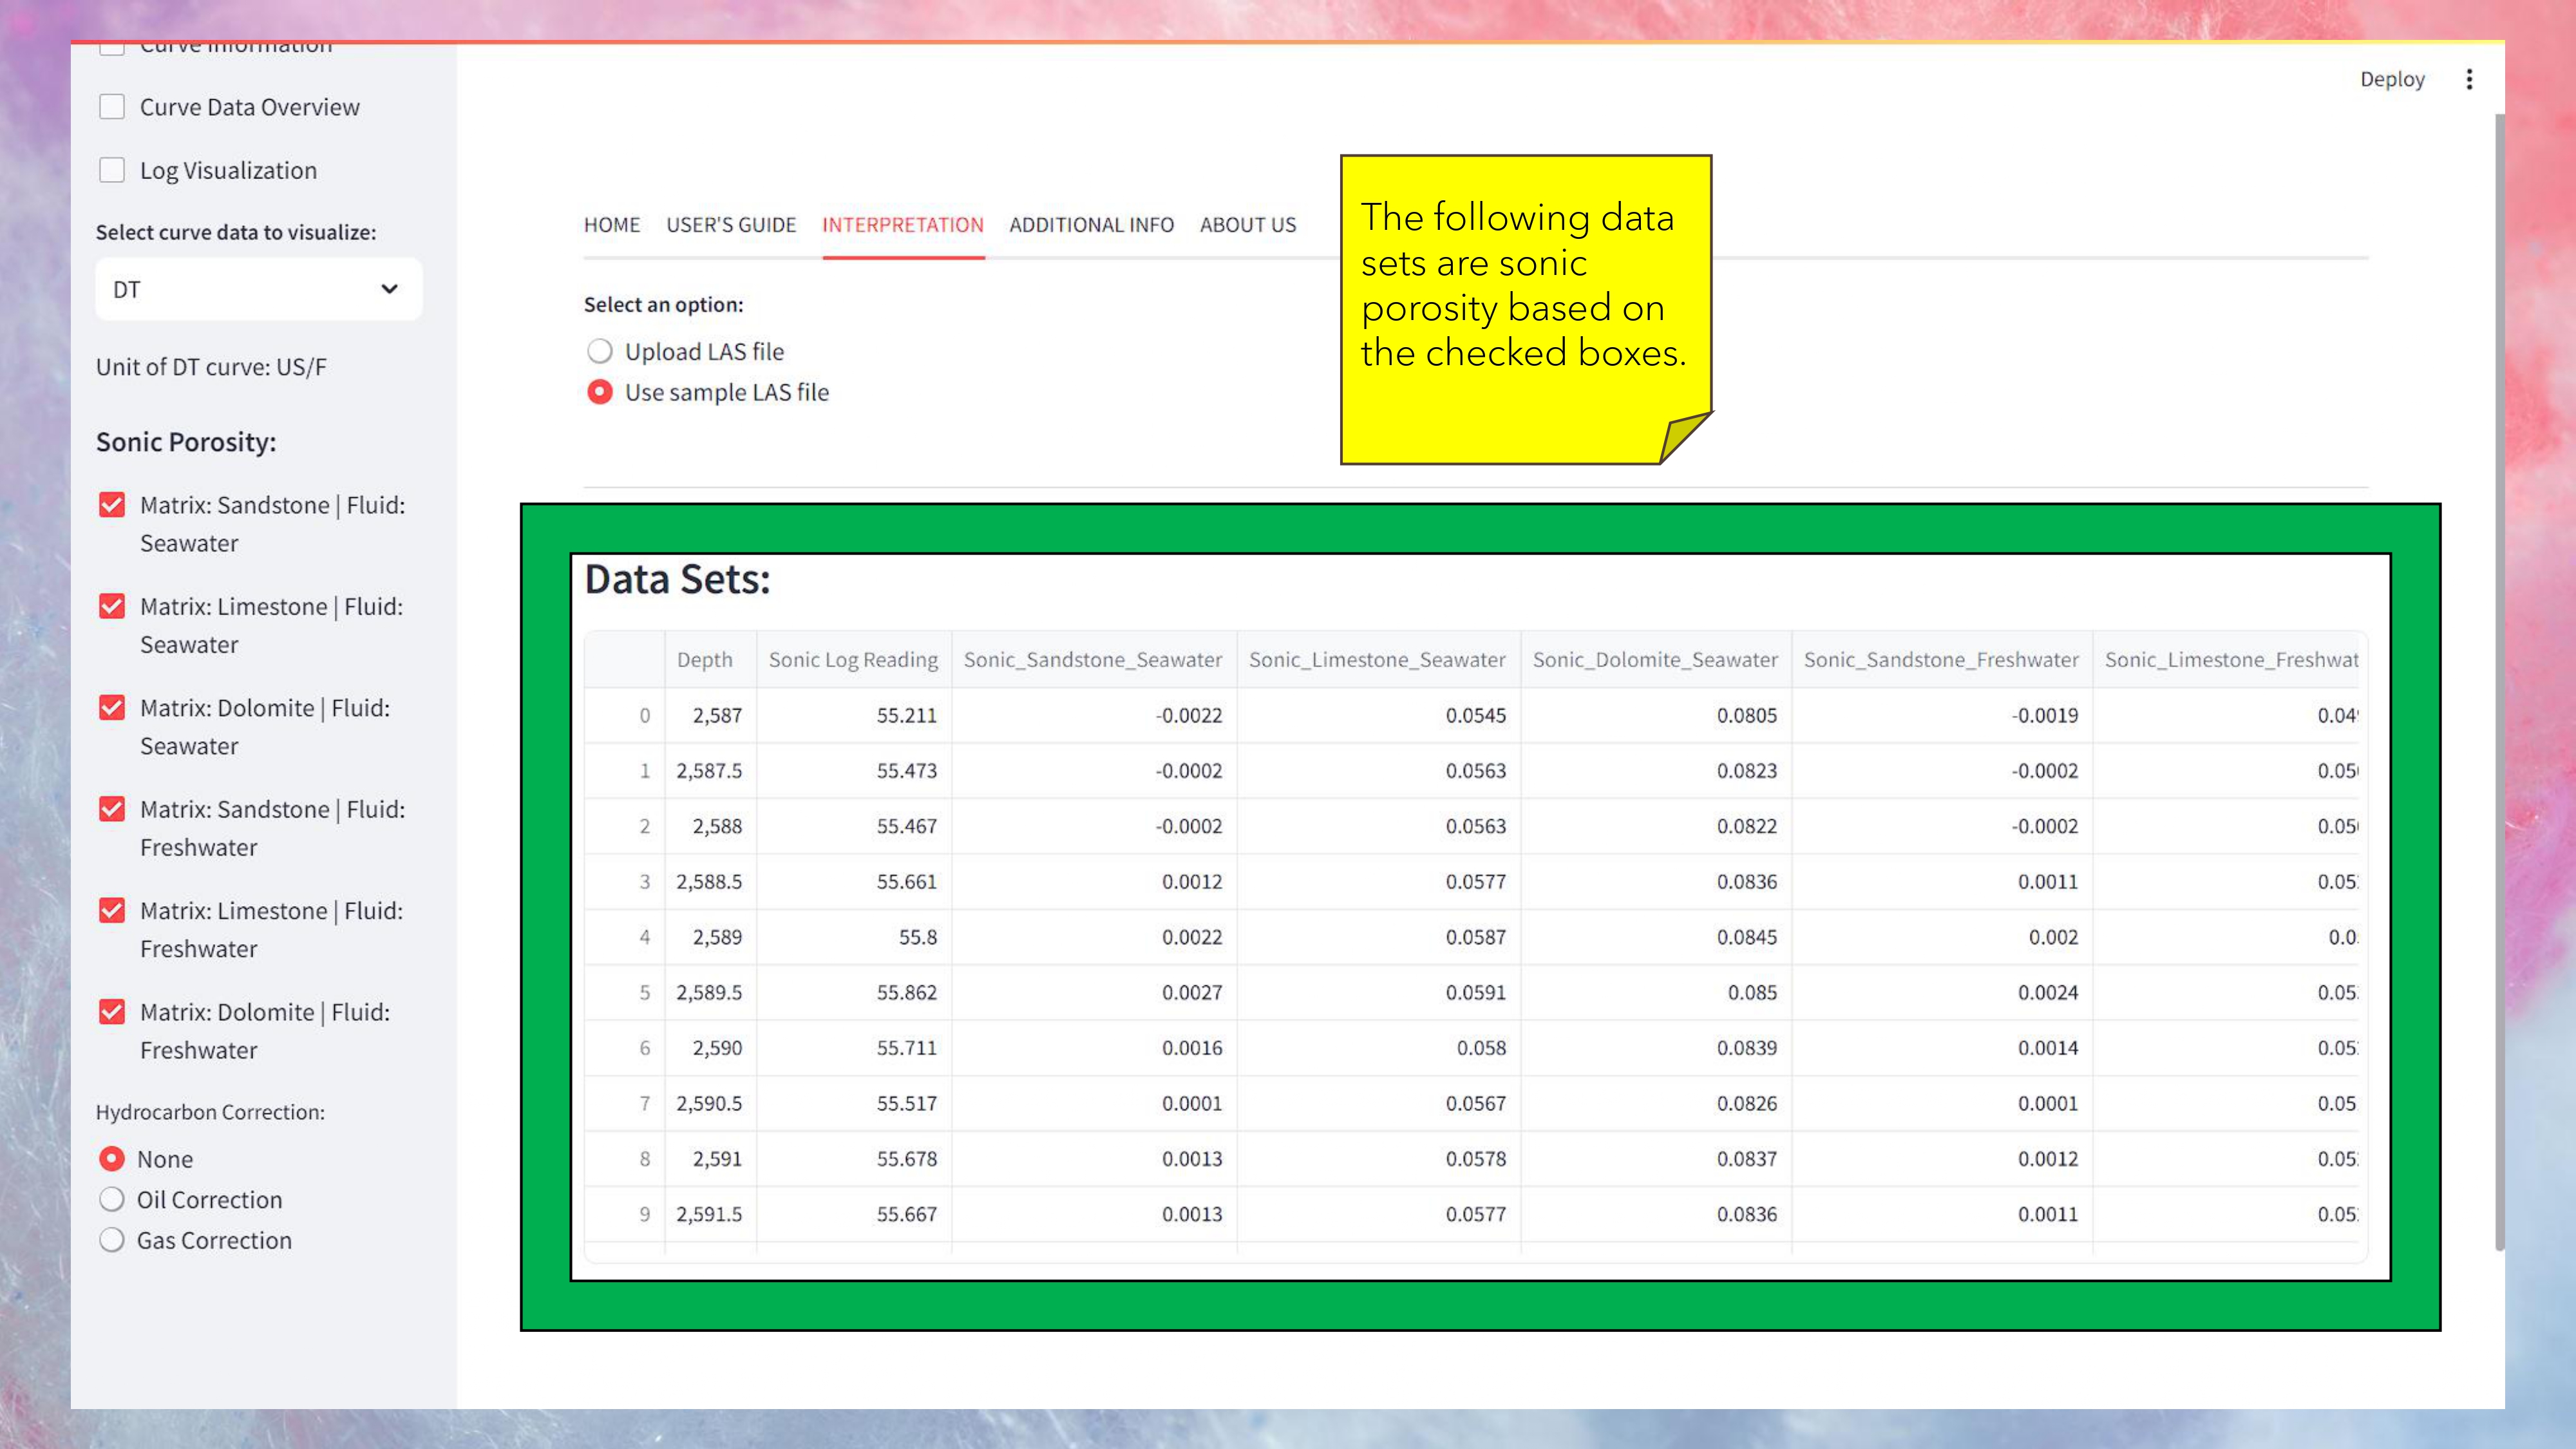 Curve Information
Curve Data Overview
Log Visualization
Select curve data to visualize:
DT
Unit of DT curve: US/F
Sonic Porosity:
Matrix: Sandstone | Fluid:
Seawater
Matrix: Limestone | Fluid:
Seawater
Matrix: Dolomite | Fluid:
Seawater
Matrix: Sandstone | Fluid:
Freshwater
Matrix: Limestone | Fluid:
Freshwater
Matrix: Dolomite | Fluid:
Freshwater
Hydrocarbon Correction:
None
Oil Correction
Gas Correction
Deploy
HOME USER'S GUIDE INTERPRETATION ADDITIONAL INFO ABOUT US
Select an option:
Upload LAS file
Use sample LAS file
The following data
sets are sonic
porosity based on
the checked boxes.
Data Sets:
Depth Sonic Log Reading Sonic_Sandstone_Seawater Sonic_Limestone_Seawater Sonic_Dolomite_Seawater Sonic_Sandstone_Freshwater Sonic_Limestone_Freshwat
0 2,587 55.211 -0.0022 0.0545 0.0805 -0.0019 0.04
1 2,587.5 55.473 -0.0002 0.0563 0.0823 -0.0002 0.05
2 2,588 55.467 -0.0002 0.0563 0.0822 -0.0002 0.05
3 2,588.5 55.661 0.0012 0.0577 0.0836 0.0011 0.05
4 2,589 55.8 0.0022 0.0587 0.0845 0.002 0.0
5 2,589.5 55.862 0.0027 0.0591 0.085 0.0024 0.05
6 2,590 55.711 0.0016 0.058 0.0839 0.0014 0.05
7 2,590.5 55.517 0.0001 0.0567 0.0826 0.0001 0.05
8 2,591 55.678 0.0013 0.0578 0.0837 0.0012 0.05
9 2,591.5 55.667 0.0013 0.0577 0.0836 0.0011 0.05